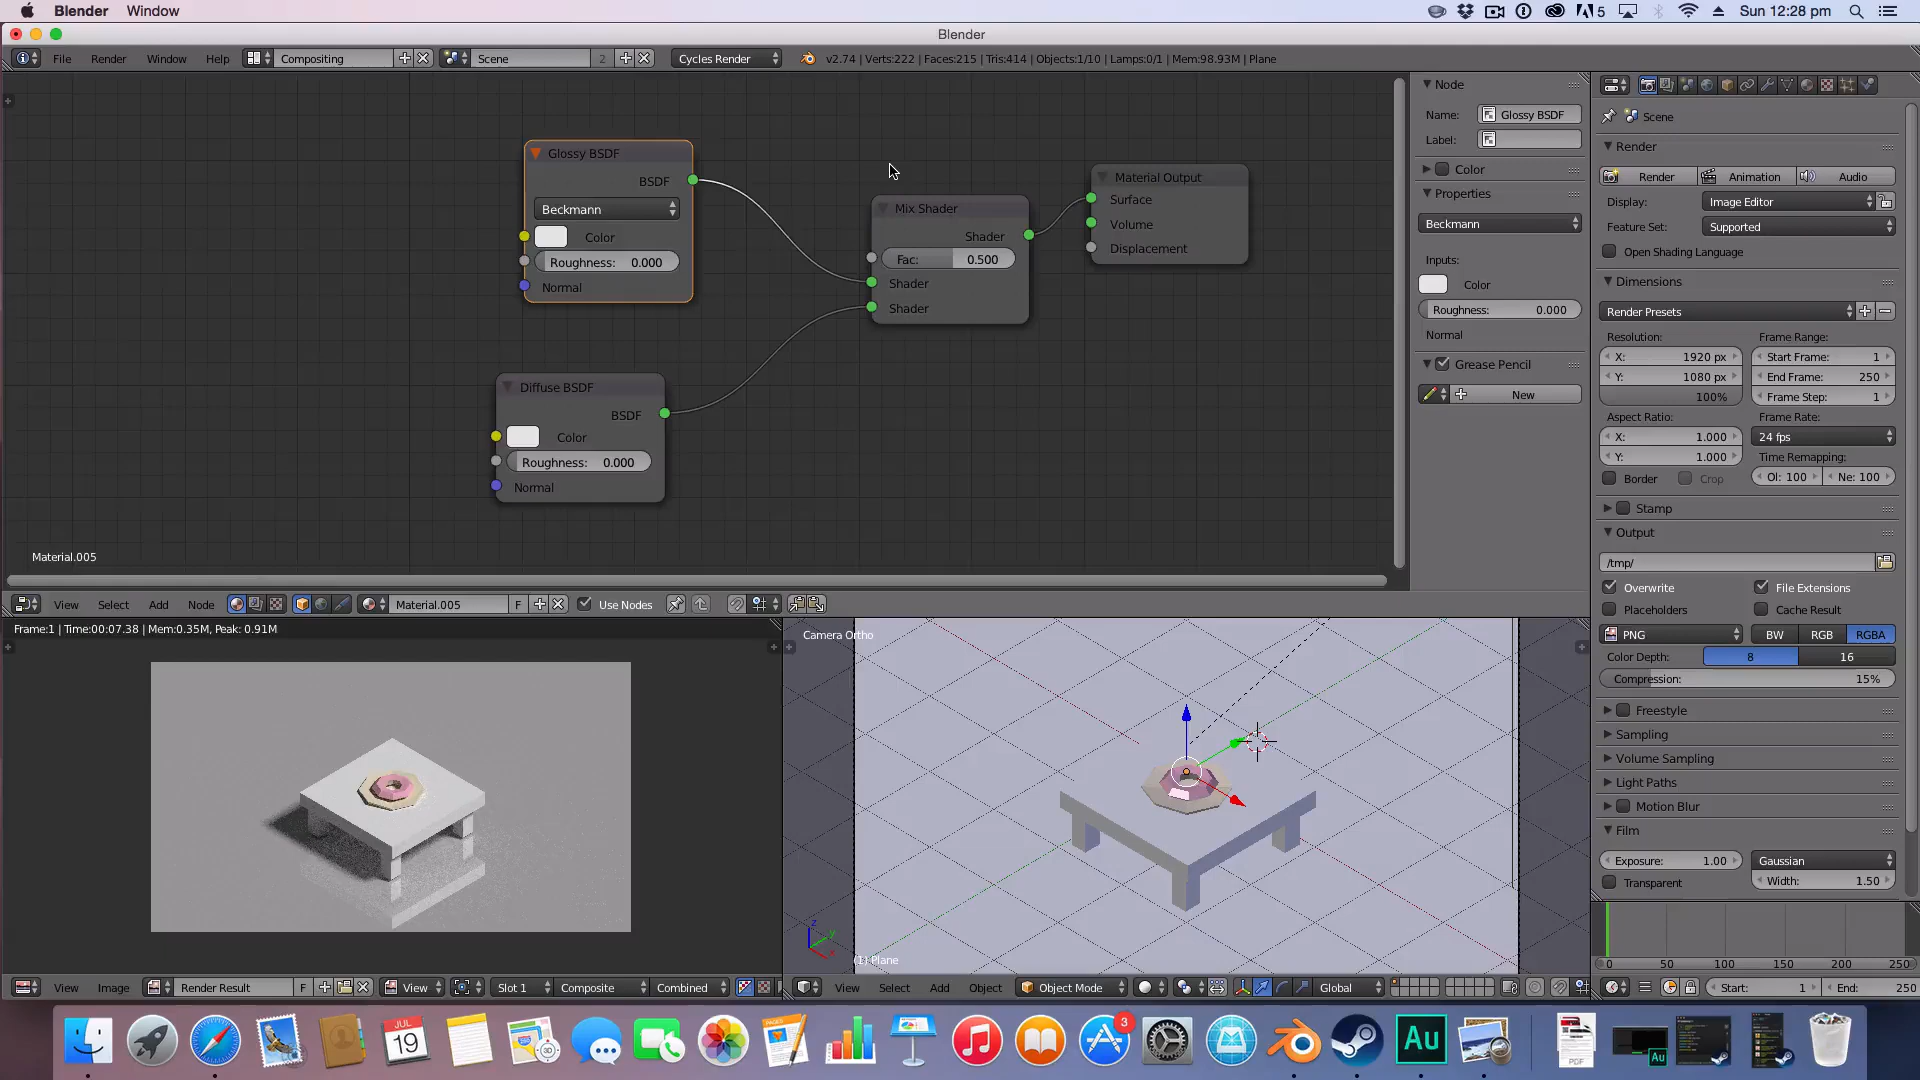 Blender Window 5 Sun 12:28 pm
Blender
File Render Window Help Compositing Scene 2 Cycles Render v2.74 | Verts:222 | Faces:215 | Tris:414 | Objects:1/10 | Lamps:0/1 | Mem:98.93M | Plane
Glossy BSDF
BSDF
Beckmann
Color
Roughness: 0.000
Normal
Diffuse BSDF
BSDF
Color
Roughness: 0.000
Normal
Mix Shader
Shader
Fac: 0.500
Shader
Shader
Material Output
Surface
Volume
Displacement
Material.005
Node
Name: Glossy BSDF
Label:
Color
Properties
Beckmann
Inputs:
Color
Roughness: 0.000
Normal
Grease Pencil
New
Scene
Render
Render Animation Audio
Display: Image Editor
Feature Set: Supported
Open Shading Language
Dimensions
Render Presets
Resolution: Frame Range:
X: 1920 px Start Frame: 1
Y: 1080 px End Frame: 250
100% Frame Step: 1
Aspect Ratio: Frame Rate:
X: 1.000 24 fps
Y: 1.000 Time Remapping:
Border Crop Ol: 100 Ne: 100
Stamp
Output
/tmp/
Overwrite File Extensions
Placeholders Cache Result
PNG BW RGB RGBA
Color Depth: 8 16
Compression: 15%
Freestyle
Sampling
Volume Sampling
Light Paths
Motion Blur
Film
Exposure: 1.00 Gaussian
Transparent Width: 1.50
View Select Add Node Material.005 F Use Nodes
Frame:1 | Time:00:07.38 | Mem:0.35M, Peak: 0.91M
Camera Ortho
z
y
x
(1) Plane
0 50 100 150 200 250
View Image Render Result F View Slot 1 Composite Combined
View Select Add Object Object Mode Global
Start: 1 End: 250
JUL
19
3D
PAGES
3
Au
PDF
Au